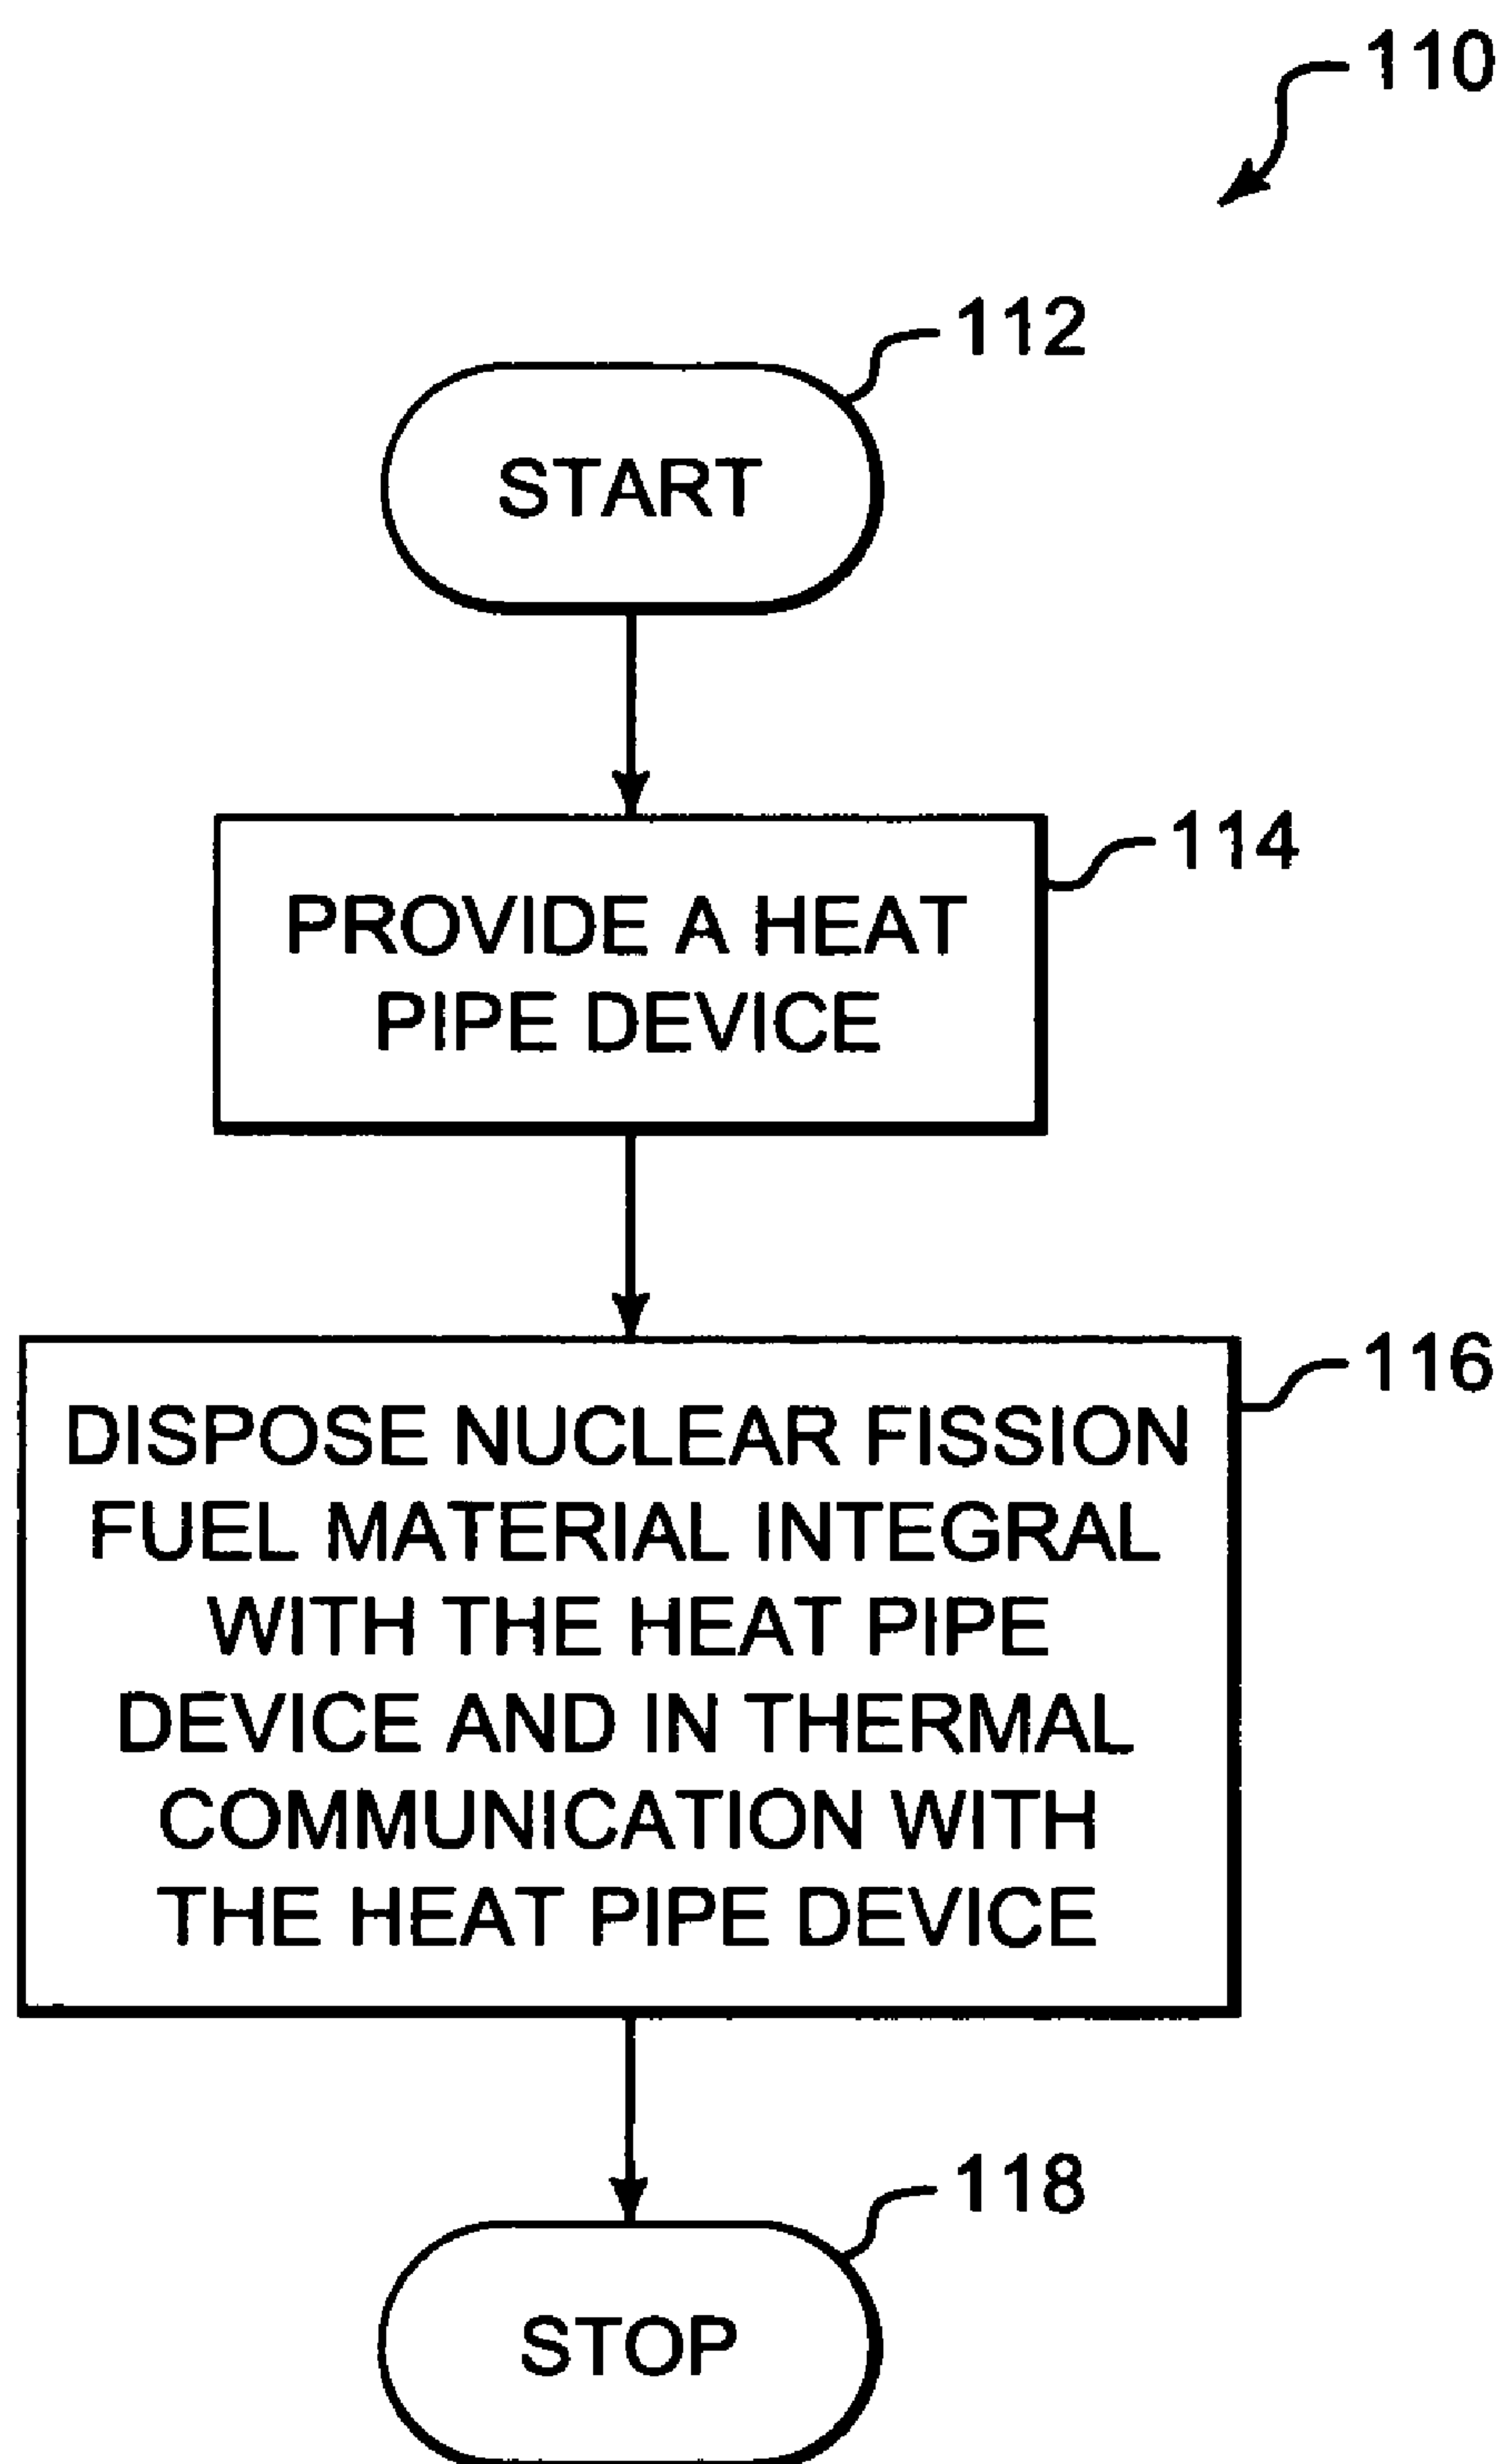 110
112
START
114
PROVIDE A HEAT
PIPE DEVICE
116
DISPOSE NUCLEAR FISSION
FUEL MATERIAL INTEGRAL
WITH THE HEAT PIPE
DEVICE AND IN THERMAL
COMMUNICATION WITH
THE HEAT PIPE DEVICE
118
STOP